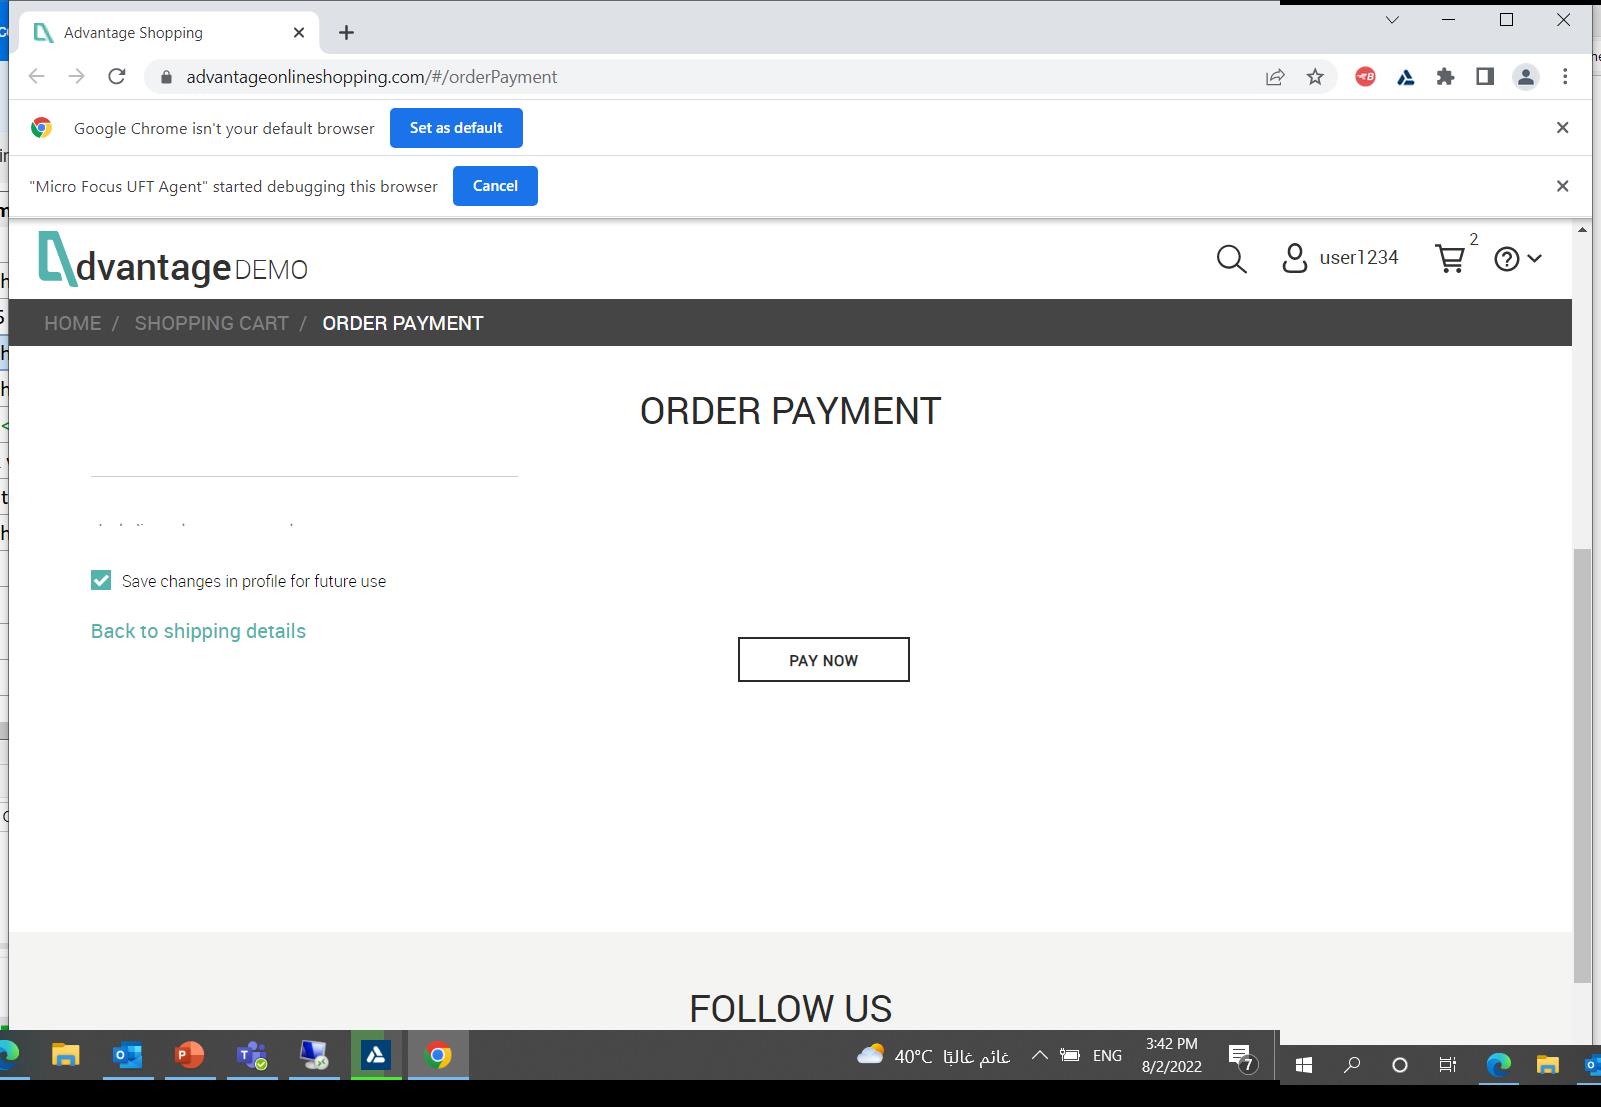 Advantage Shopping
advantageonlineshopping.com/#/orderPayment
Google Chrome isn't your default browser
Set as default
"Micro Focus UFT Agent" started debugging this browser
Cancel
dvantage DEMO
user1234
2
HOME / SHOPPING CART / ORDER PAYMENT
ORDER PAYMENT
Save changes in profile for future use
Back to shipping details
PAY NOW
FOLLOW US
40°C غائم غالبًا
ENG
3:42 PM
8/2/2022
7